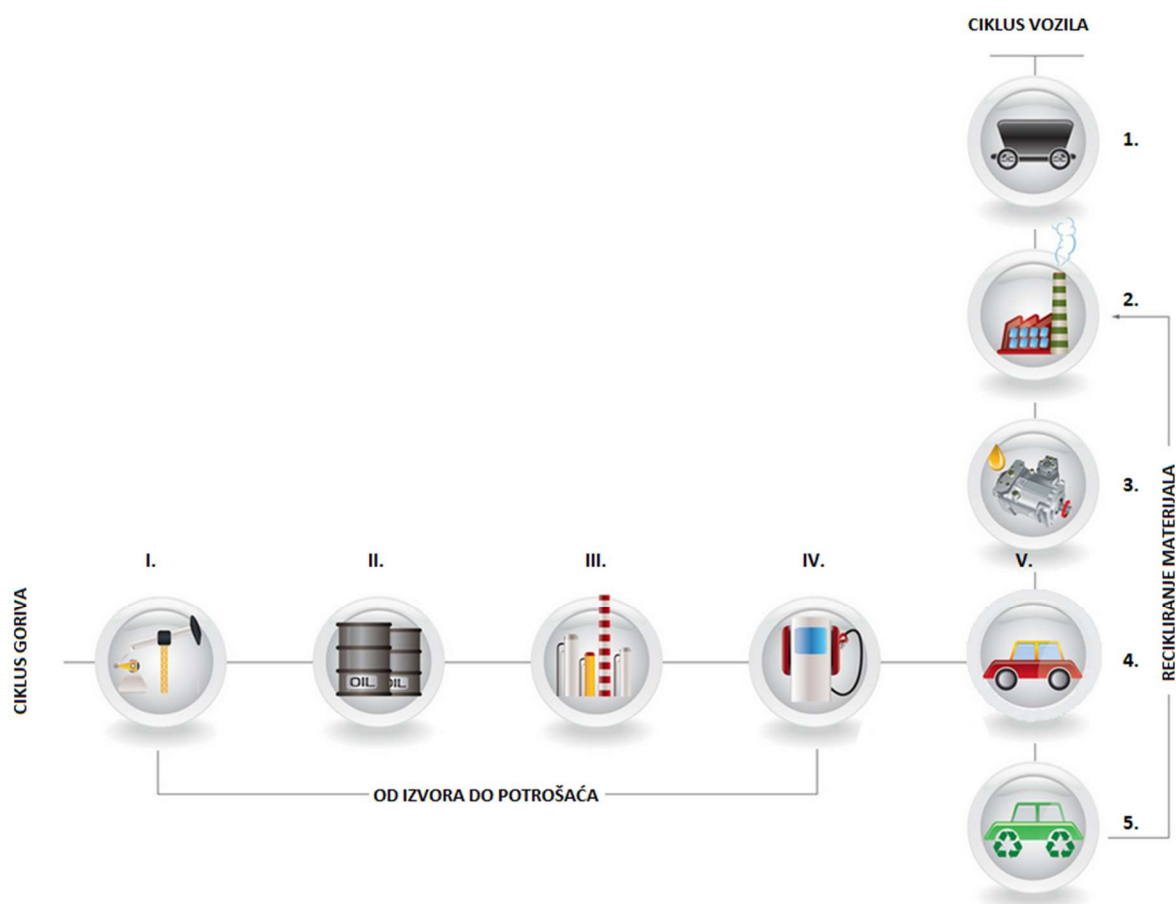 CIKLUS VOZILA
1.
2.
3.
I.
II.
III.
IV.
V.
CIKLUS GORIVA
OIL
OIL
4.
RECIKLIRANJE MATERIJALA
OD IZVORA DO POTROŠAĆA
5.